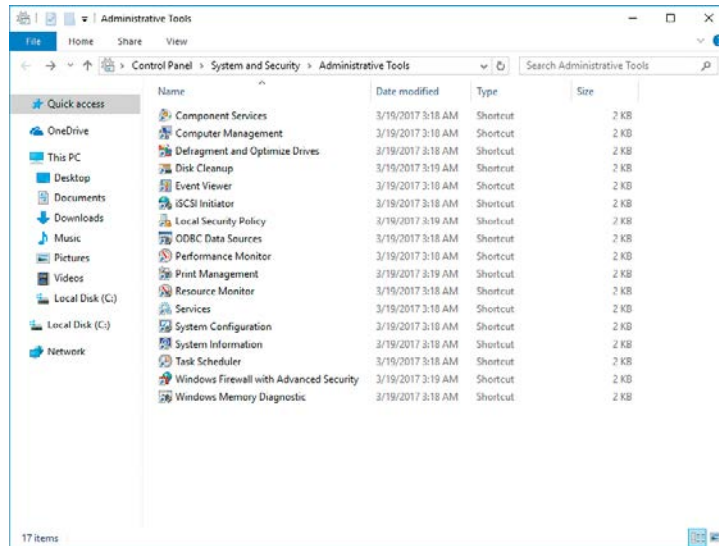 Administrative Tools
File Home Share View
Control Panel > System and Security > Administrative Tools Search Administrative Tools
Name Date modified Type Size
Quick access
OneDrive
This PC
Desktop
Documents
Downloads
Music
Pictures
Videos
Local Disk (C:)
Local Disk (C:)
Network
Component Services 3/19/2017 3:18 AM Shortcut 2 KB
Computer Management 3/19/2017 3:18 AM Shortcut 2 KB
Defragment and Optimize Drives 3/19/2017 3:18 AM Shortcut 2 KB
Disk Cleanup 3/19/2017 3:19 AM Shortcut 2 KB
Event Viewer 3/19/2017 3:18 AM Shortcut 2 KB
iSCSI Initiator 3/19/2017 3:18 AM Shortcut 2 KB
Local Security Policy 3/19/2017 3:19 AM Shortcut 2 KB
ODBC Data Sources 3/19/2017 3:18 AM Shortcut 2 KB
Performance Monitor 3/19/2017 3:18 AM Shortcut 2 KB
Print Management 3/19/2017 3:19 AM Shortcut 2 KB
Resource Monitor 3/19/2017 3:18 AM Shortcut 2 KB
Services 3/19/2017 3:18 AM Shortcut 2 KB
System Configuration 3/19/2017 3:18 AM Shortcut 2 KB
System Information 3/19/2017 3:18 AM Shortcut 2 KB
Task Scheduler 3/19/2017 3:18 AM Shortcut 2 KB
Windows Firewall with Advanced Security 3/19/2017 3:19 AM Shortcut 2 KB
Windows Memory Diagnostic 3/19/2017 3:18 AM Shortcut 2 KB
17 items